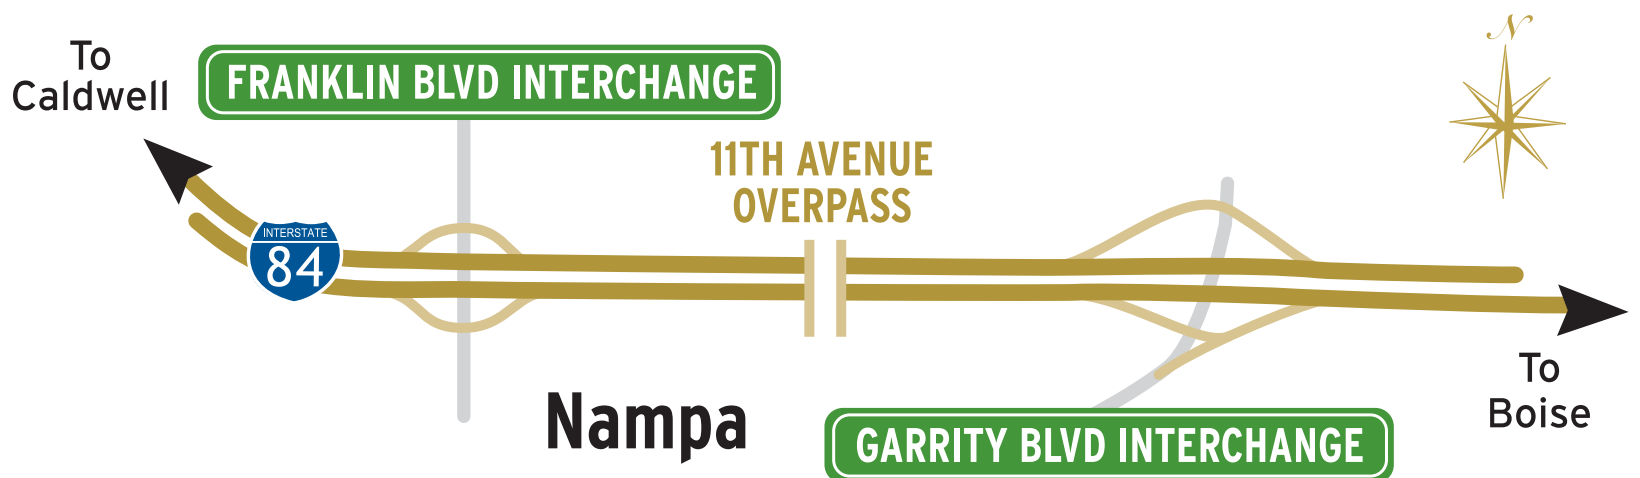 To
Caldwell
FRANKLIN BLVD INTERCHANGE
N
11TH AVENUE
OVERPASS
INTERSTATE
84
To
Boise
Nampa
GARRITY BLVD INTERCHANGE